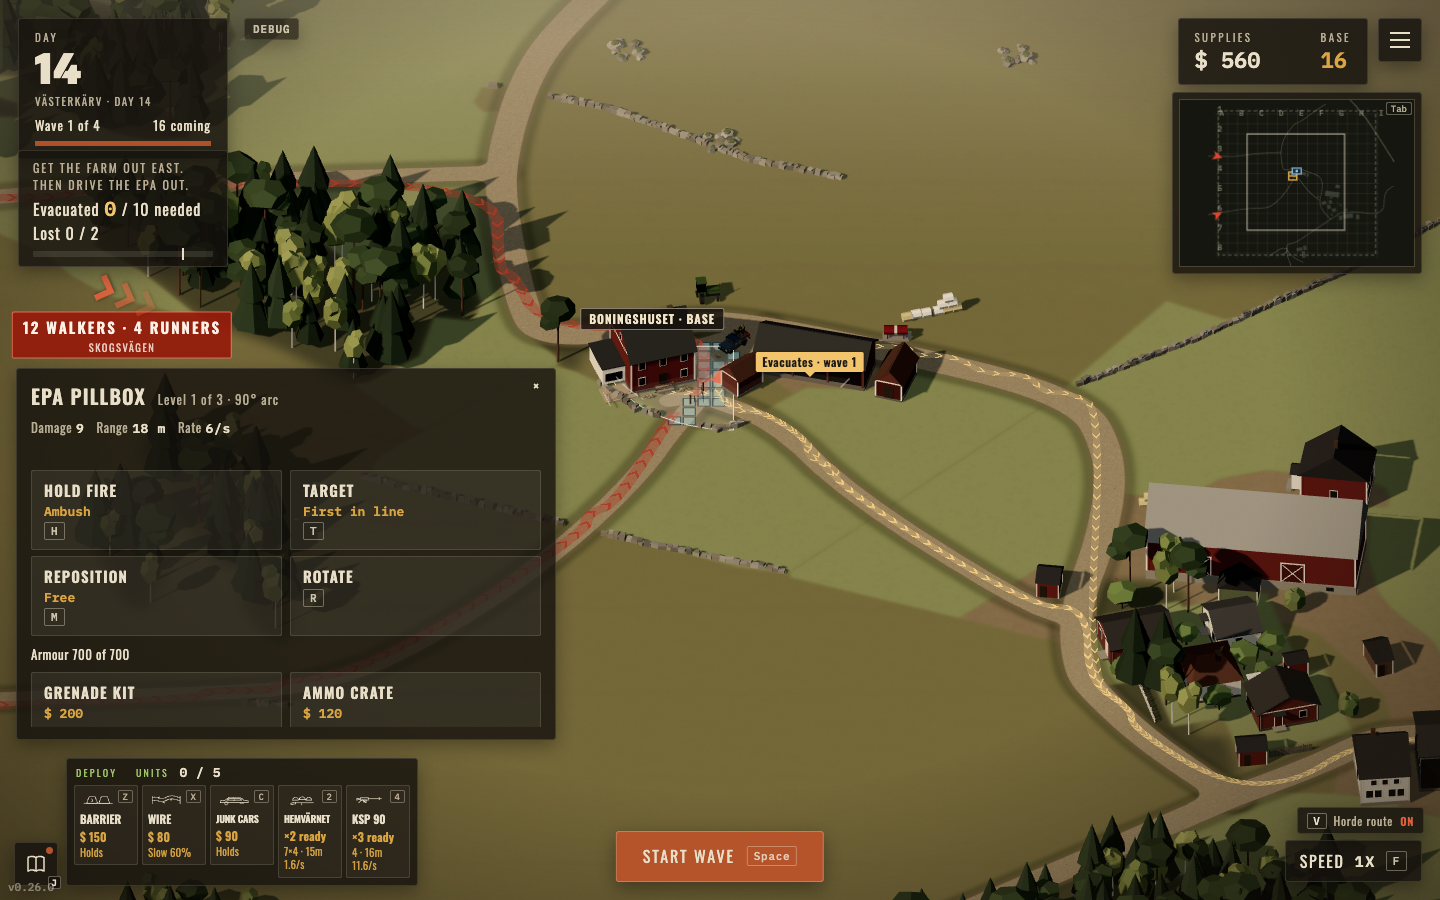 DAY
14
VÄSTERKÄRV · DAY 14
Wave 1 of 4 16 coming
GET THE FARM OUT EAST.
THEN DRIVE THE EPA OUT.
Evacuated 0 / 10 needed
Lost 0 / 2
DEBUG
SUPPLIES BASE
$ 560 16
Tab
A B C D E F G H I
12 WALKERS · 4 RUNNERS
SKOGSVÄGEN
BONINGSHUSET · BASE
Evacuates · wave 1
EPA PILLBOX Level 1 of 3 · 90° arc
Damage 9 Range 18 m Rate 6/s
HOLD FIRE
Ambush
H
TARGET
First in line
T
REPOSITION
Free
M
ROTATE
R
Armour 700 of 700
GRENADE KIT
$ 200
AMMO CRATE
$ 120
DEPLOY UNITS 0 / 5
Z
BARRIER
$ 150
Holds
X
WIRE
$ 80
Slow 60%
C
JUNK CARS
$ 90
Holds
2
HEMVÄRNET
×2 ready
7×4 · 15m
1.6/s
4
KSP 90
×3 ready
4 · 16m
11.6/s
J
v0.26.0
START WAVE Space
V Horde route ON
SPEED 1X F